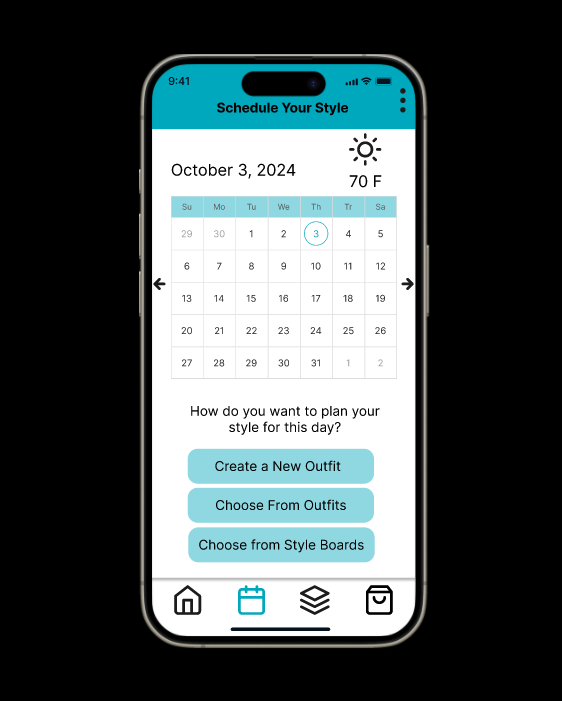 9:41
Schedule Your Style
October 3, 2024
70 F
Su Mo Tu We Th Tr Sa
29 30 1 2 3 4 5
6 7 8 9 10 11 12
13 14 15 16 17 18 19
20 21 22 23 24 25 26
27 28 29 30 31 1 2
How do you want to plan your
style for this day?
Create a New Outfit
Choose From Outfits
Choose from Style Boards